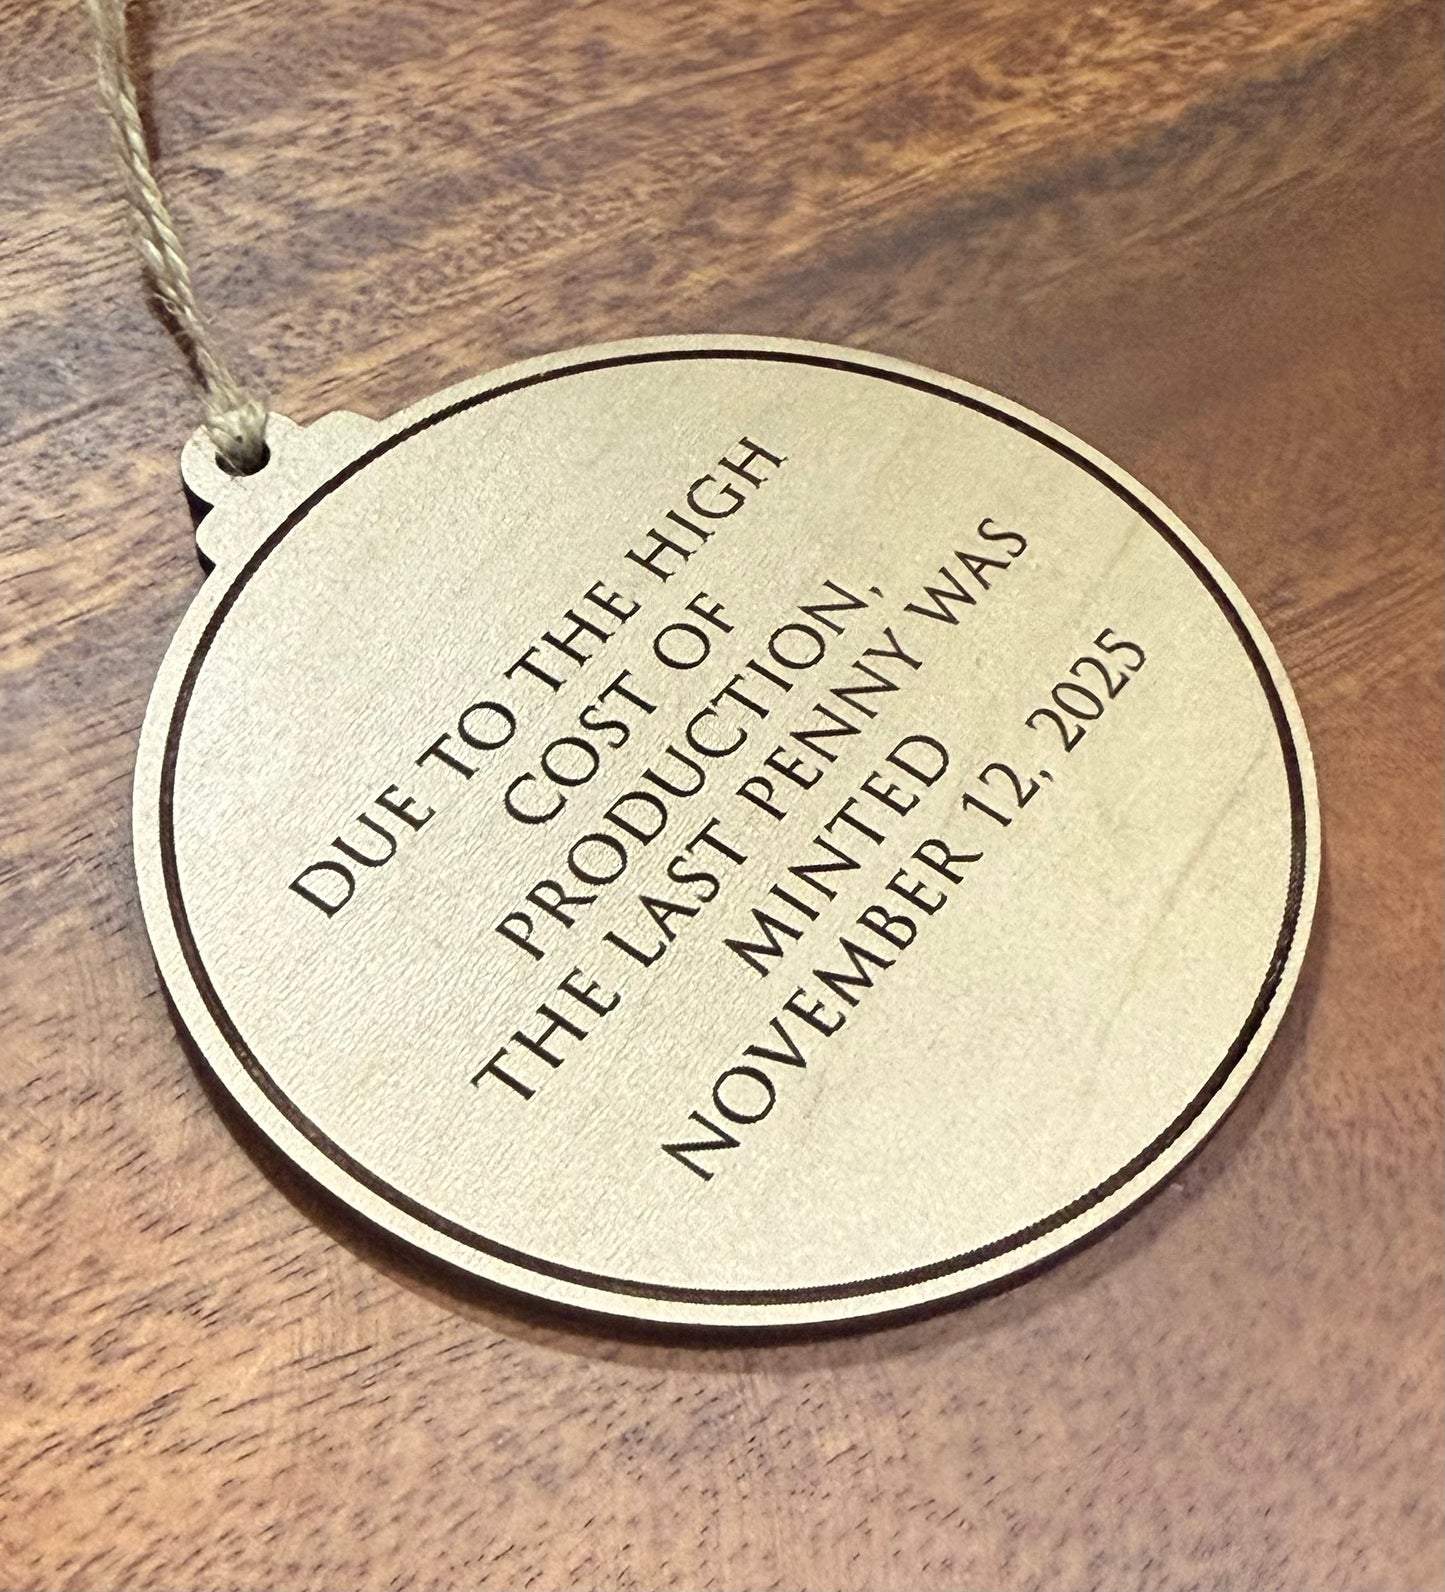 DUE TO THE HIGH
COST OF
PRODUCTION,
THE LAST PENNY WAS
MINTED
NOVEMBER 12, 2025